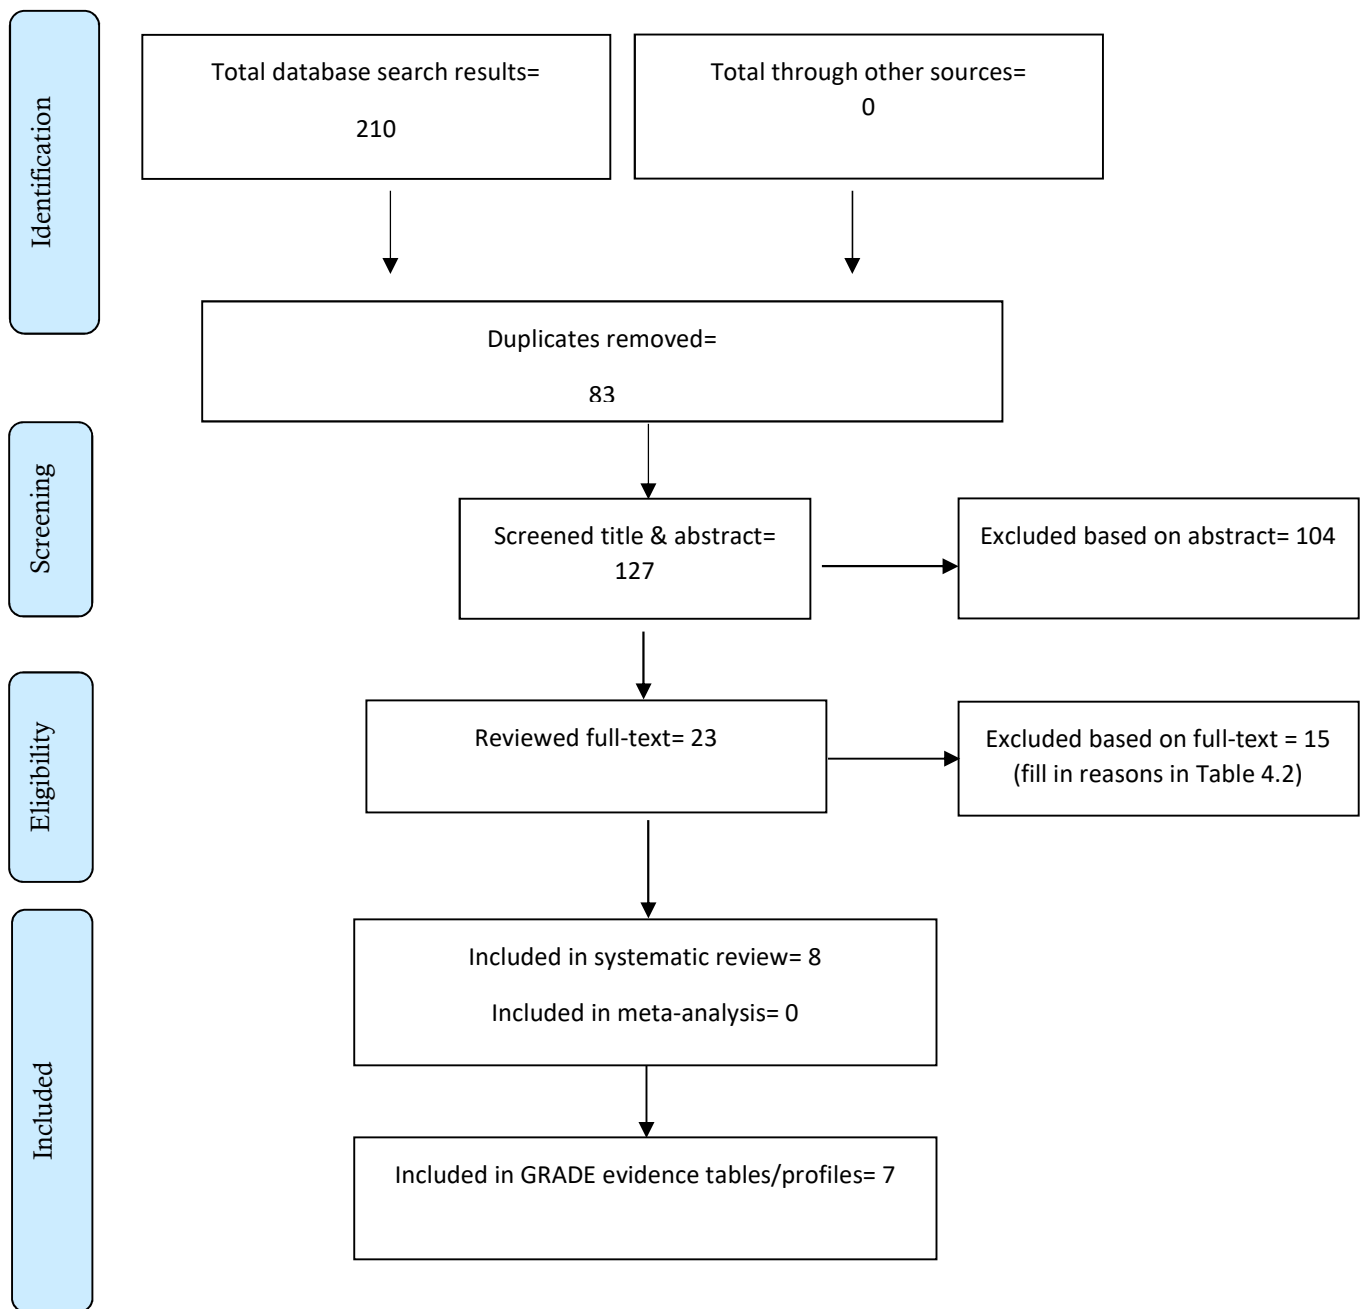 Identification
Total database search results=
210
Total through other sources=
0
Duplicates removed=
83
Screening
Screened title & abstract=
127
Excluded based on abstract= 104
Eligibility
Reviewed full-text= 23
Excluded based on full-text = 15
(fill in reasons in Table 4.2)
Included
Included in systematic review= 8
Included in meta-analysis= 0
Included in GRADE evidence tables/profiles= 7